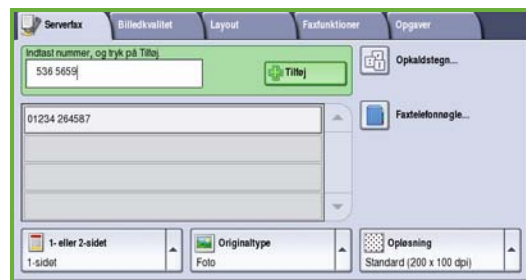 Serverfax
Billedkvalitet
Layout
Faxfunktioner
Opgaver
Indtast nummer, og tryk på Tilføj.
536 5659
Tilføj
Opkaldstegn...
01234 264587
Faxtelefonnøgle...
1- eller 2-sidet
1-sidet
Originaltype
Foto
Opløsning
Standard (200 x 100 dpi)